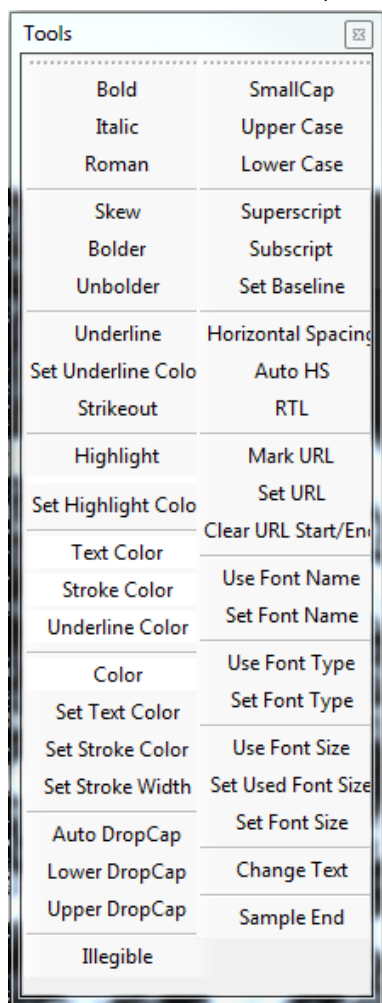 Tools
Bold
Italic
Roman
Skew
Bolder
Unbolder
Underline
Set Underline Colo
Strikeout
Highlight
Set Highlight Colo
Text Color
Stroke Color
Underline Color
Color
Set Text Color
Set Stroke Color
Set Stroke Width
Auto DropCap
Lower DropCap
Upper DropCap
Illegible
SmallCap
Upper Case
Lower Case
Superscript
Subscript
Set Baseline
Horizontal Spacing
Auto HS
RTL
Mark URL
Set URL
Clear URL Start/En
Use Font Name
Set Font Name
Use Font Type
Set Font Type
Use Font Size
Set Used Font Size
Set Font Size
Change Text
Sample End